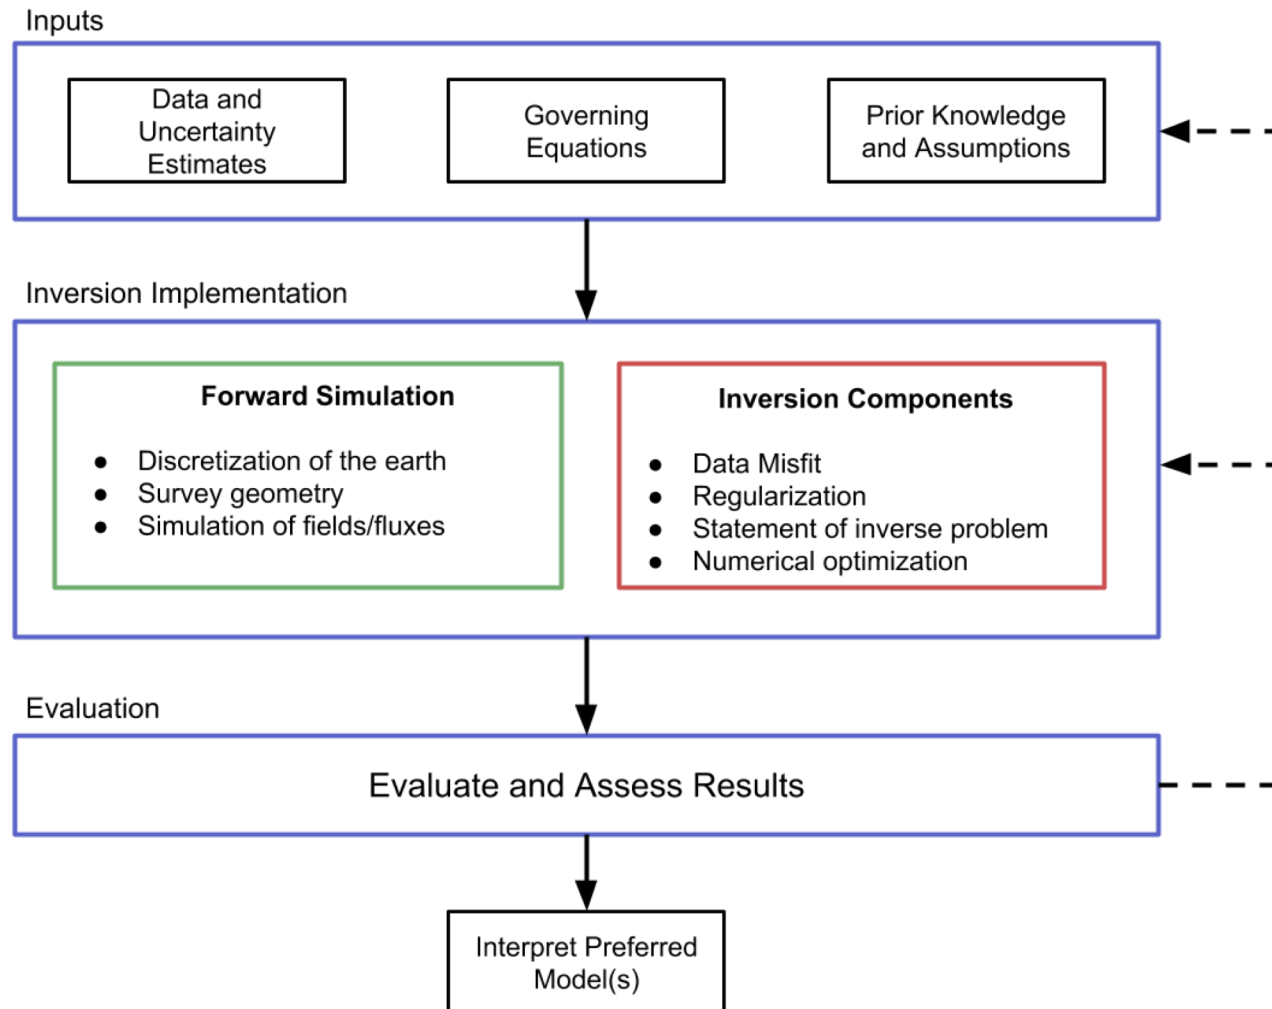 Inputs
Data and
Uncertainty
Estimates
Governing
Equations
Prior Knowledge
and Assumptions
Inversion Implementation
Forward Simulation
● Discretization of the earth
● Survey geometry
● Simulation of fields/fluxes
Inversion Components
● Data Misfit
● Regularization
● Statement of inverse problem
● Numerical optimization
Evaluation
Evaluate and Assess Results
Interpret Preferred
Model(s)